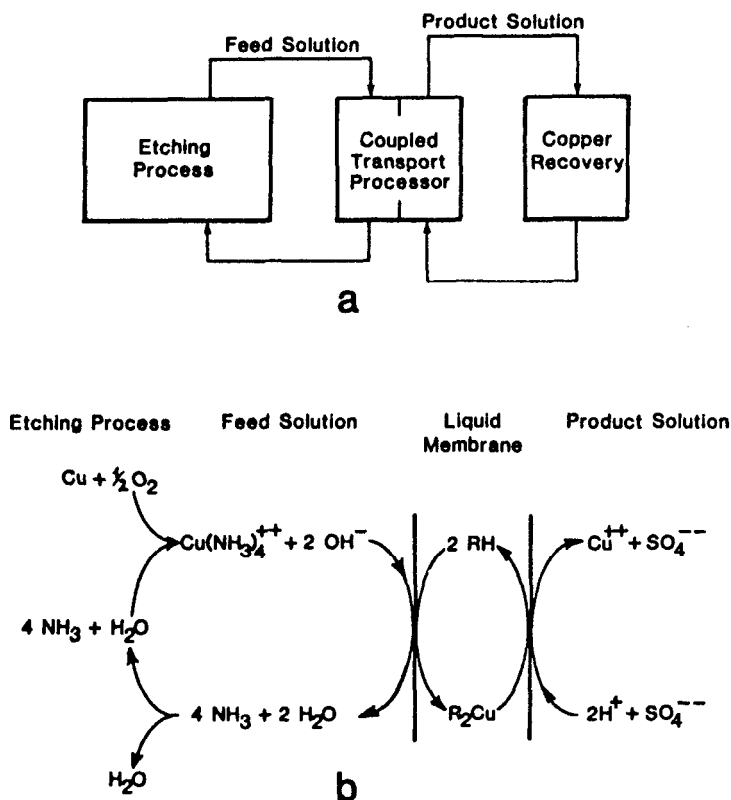 Product Solution
Feed Solution
Etching
Process
Coupled
Transport
Processor
Copper
Recovery
a
Etching Process Feed Solution Liquid
Membrane Product Solution
Cu + ½ O₂
Cu(NH₃)₄⁺⁺ + 2 OH⁻ 2 RH Cu⁺⁺ + SO₄⁻⁻
4 NH₃ + H₂O
4 NH₃ + 2 H₂O R₂Cu 2H⁺ + SO₄⁻⁻
H₂O
b